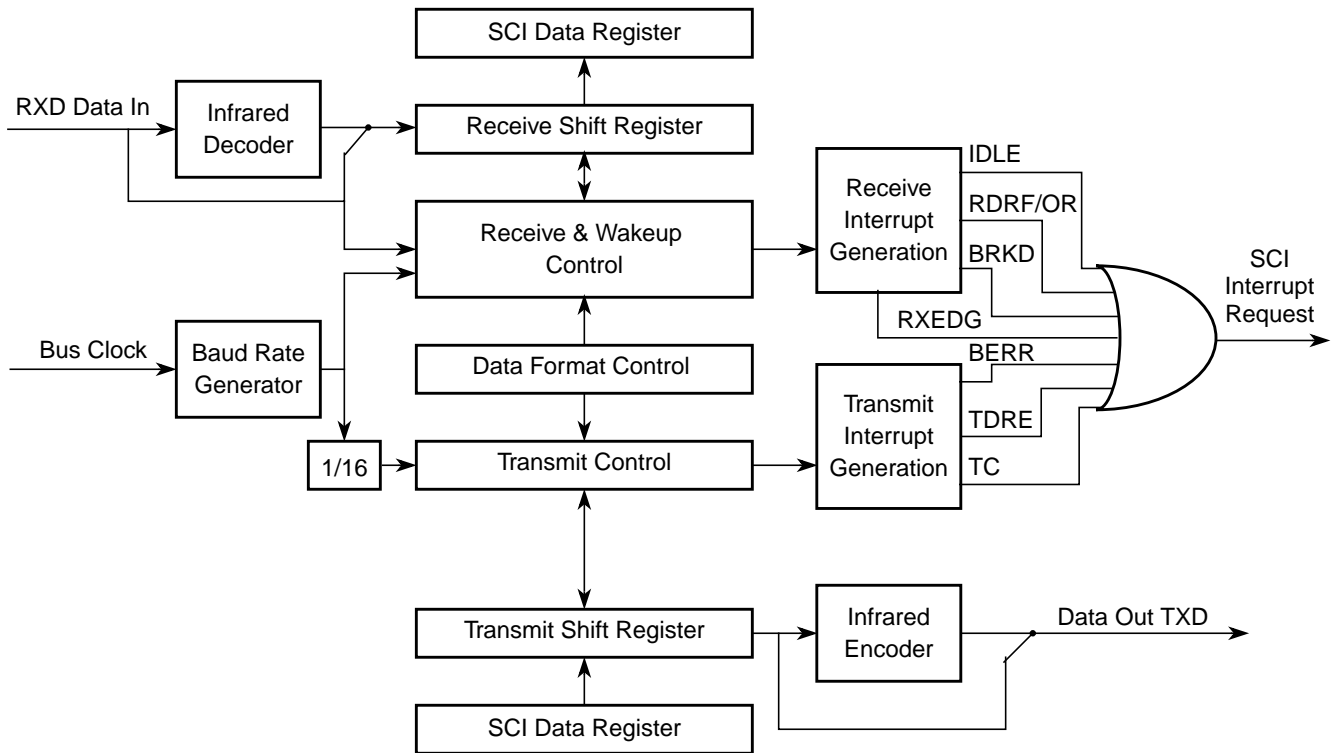 SCI Data Register
RXD Data In
Infrared
Decoder
Receive Shift Register
Receive & Wakeup
Control
Receive
Interrupt
Generation
IDLE
RDRF/OR
BRKD
RXEDG
SCI
Interrupt
Request
Bus Clock
Baud Rate
Generator
Data Format Control
1/16
Transmit Control
Transmit
Interrupt
Generation
BERR
TDRE
TC
Transmit Shift Register
Infrared
Encoder
Data Out TXD
SCI Data Register